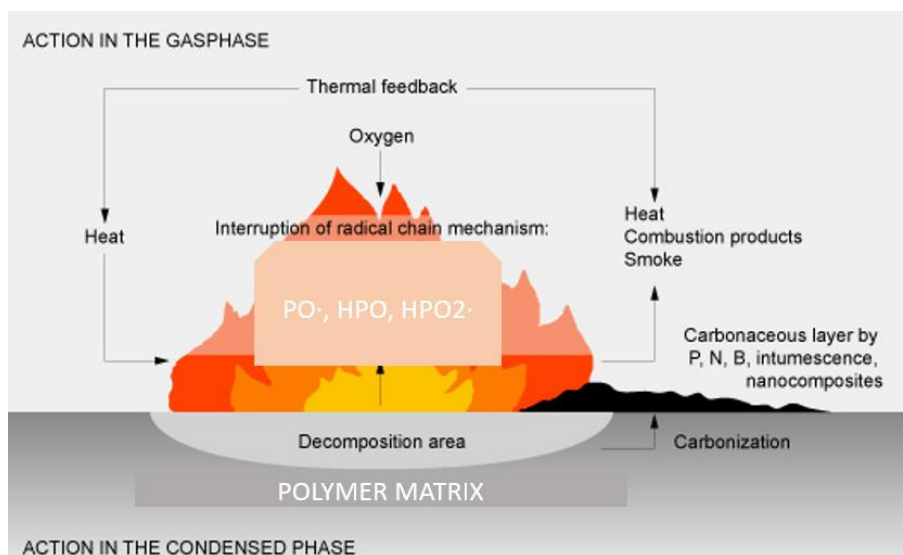 ACTION IN THE GASPHASE
Thermal feedback
Oxygen
Interruption of radical chain mechanism:
Heat
Heat
Combustion products
Smoke
PO·, HPO, HPO2·
Carbonaceous layer by
P, N, B, intumescence,
nanocomposites
Decomposition area
Carbonization
POLYMER MATRIX
ACTION IN THE CONDENSED PHASE